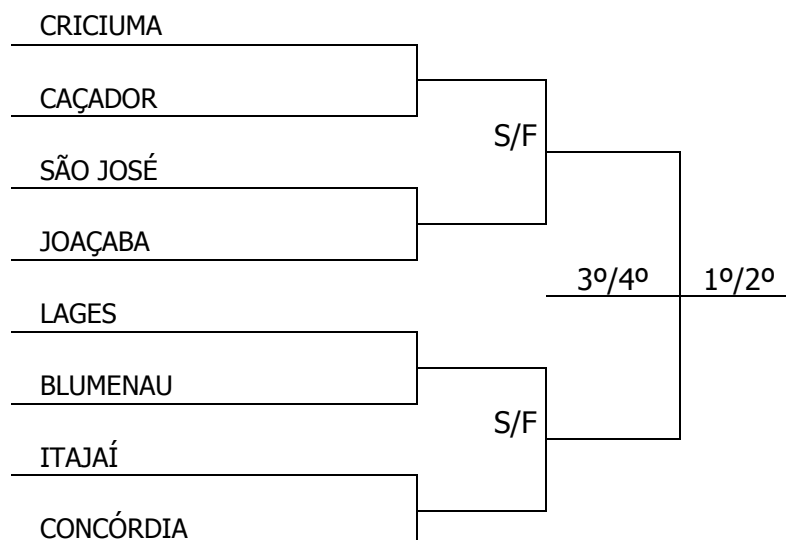 CRICIUMA
CAÇADOR
S/F
SÃO JOSÉ
JOAÇABA
3º/4º 1º/2º
LAGES
BLUMENAU
S/F
ITAJAÍ
CONCÓRDIA